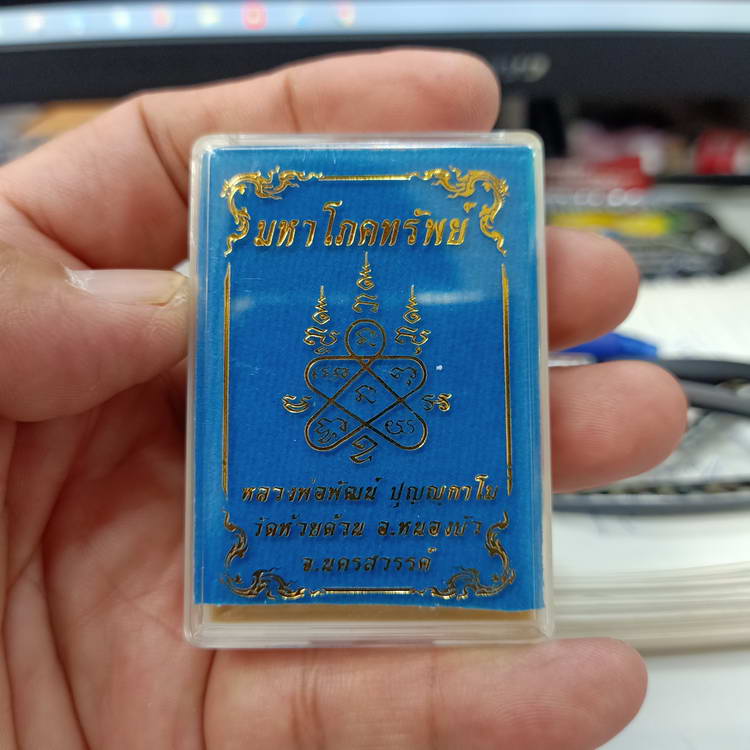 มหาโภคทรัพย์
หลวงพ่อพัฒน์ ปุญญกาโม
วัดห้วยด้วน อ.หนองบัว
จ.นครสวรรค์